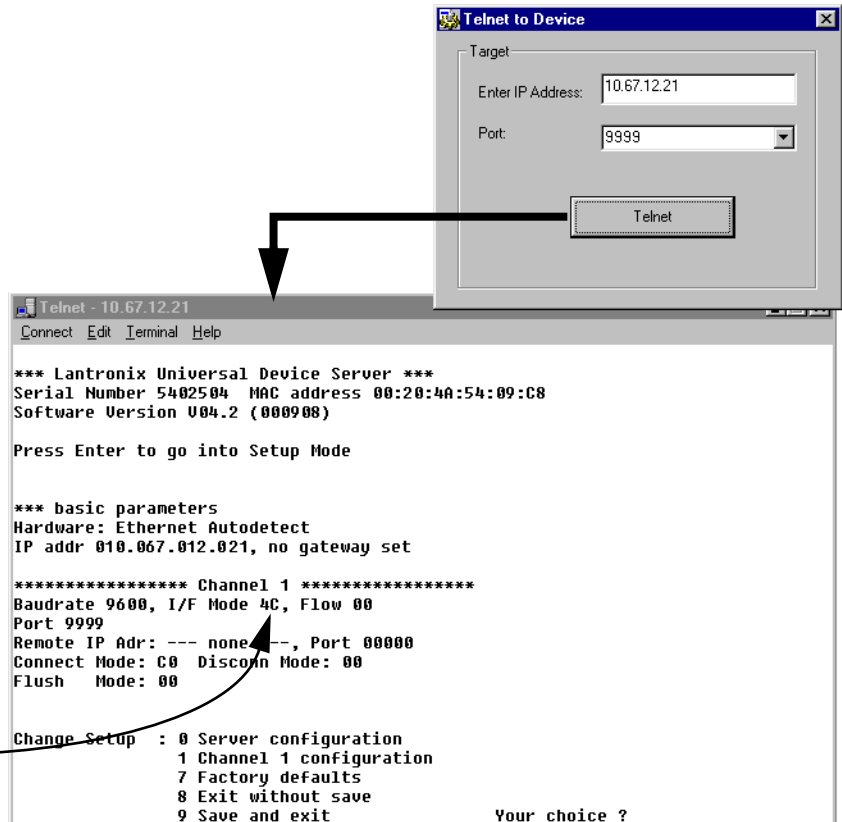 Telnet to Device
Target
Enter IP Address: 10.67.12.21
Port: 9999
Telnet
Telnet - 10.67.12.21
Connect Edit Terminal Help
*** Lantronix Universal Device Server ***
Serial Number 5402504 MAC address 00:20:4A:54:09:C8
Software Version V04.2 (000908)
Press Enter to go into Setup Mode
*** basic parameters
Hardware: Ethernet Autodetect
IP addr 010.067.012.021, no gateway set
***************** Channel 1 *****************
Baudrate 9600, I/F Mode 4C, Flow 00
Port 9999
Remote IP Adr: --- none ---, Port 00000
Connect Mode: C0 Disconn Mode: 00
Flush Mode: 00
Change Setup : 0 Server configuration
1 Channel 1 configuration
7 Factory defaults
8 Exit without save
9 Save and exit Your choice ?